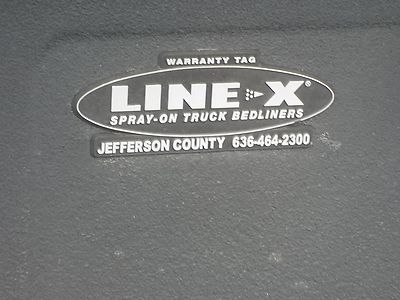 WARRANTY TAG
LINE-X®
SPRAY-ON TRUCK BEDLINERS
JEFFERSON COUNTY 636-464-2300